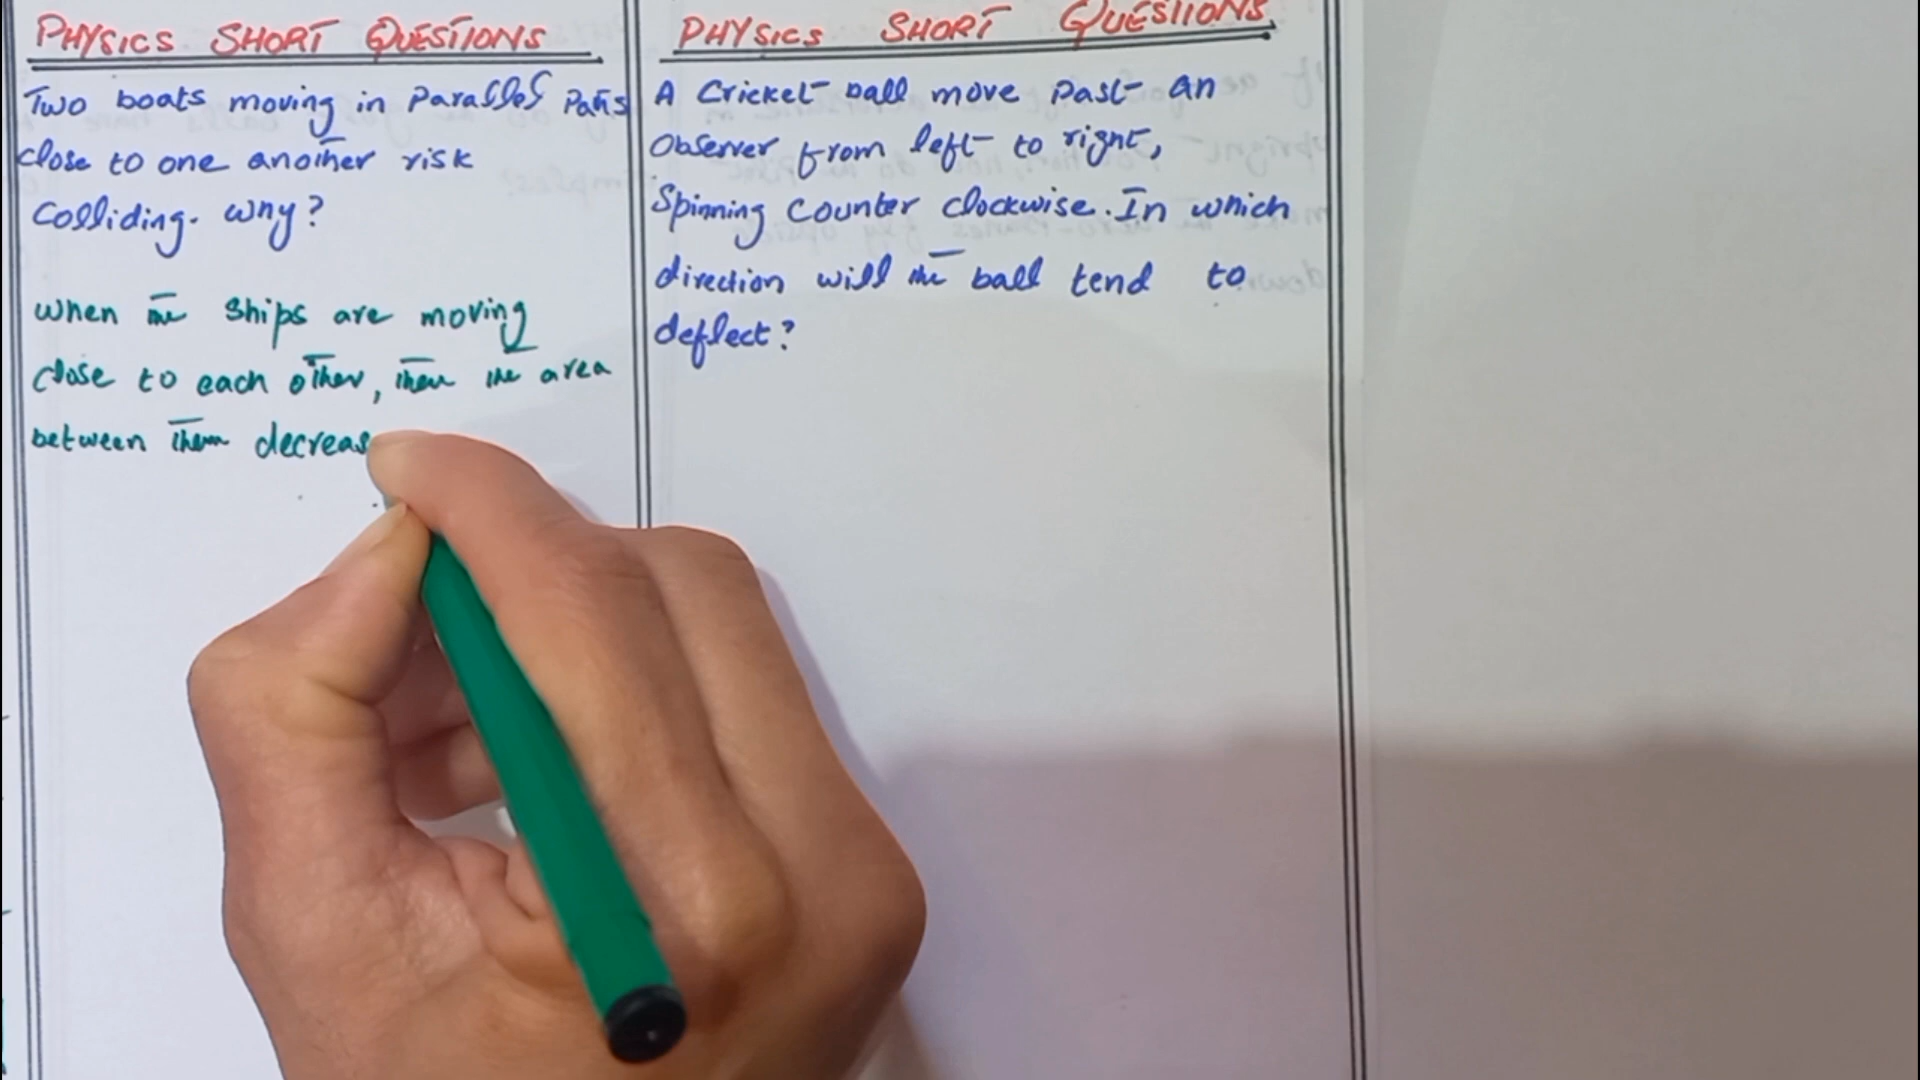 PHYSICS SHORT QUESTIONS
Two boats moving in Parallel Paths
close to one another risk
colliding. why?
when the ships are moving
close to each other, then the area
between them decreas
PHYSICS SHORT QUESTIONS
A Cricket ball move past an
Observer from left to right,
Spinning counter clockwise. In which
direction will the ball tend to
deflect?